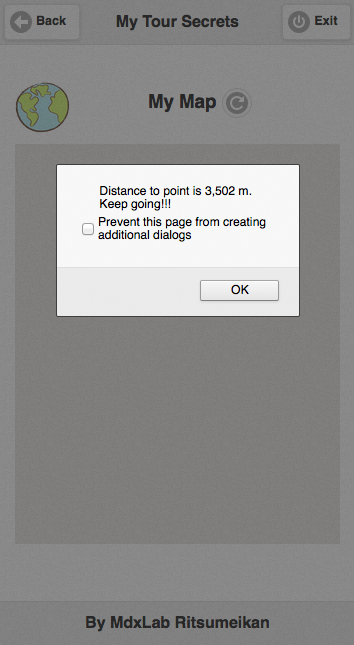 Back
My Tour Secrets
Exit
My Map
Distance to point is 3,502 m.
Keep going!!!
Prevent this page from creating
additional dialogs
OK
By MdxLab Ritsumeikan